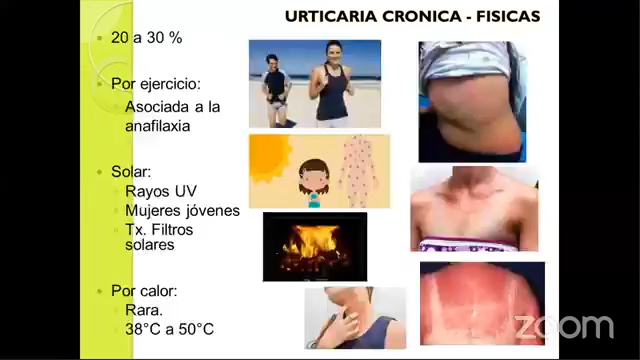 URTICARIA CRONICA - FISICAS
20 a 30 %
Por ejercicio:
Asociada a la
anafilaxia
Solar:
Rayos UV
Mujeres jóvenes
Tx. Filtros
solares
Por calor:
Rara.
38°C a 50°C
zoom